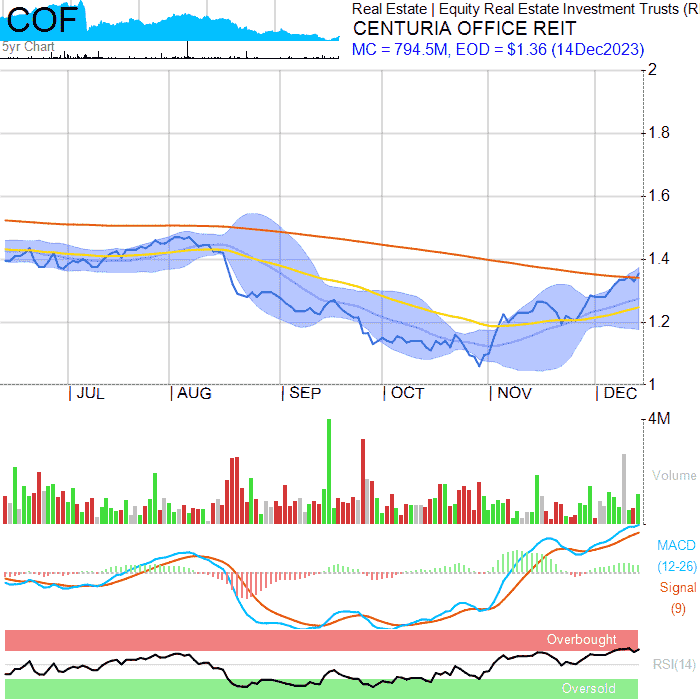 COF
5yr Chart
Real Estate | Equity Real Estate Investment Trusts (R
CENTURIA OFFICE REIT
MC = 794.5M, EOD = $1.36 (14Dec2023)
2
1.8
1.6
1.4
1.2
1
| JUL | AUG | SEP | OCT | NOV | DEC
4M
Volume
MACD
(12-26)
Signal
(9)
Overbought
RSI(14)
Oversold